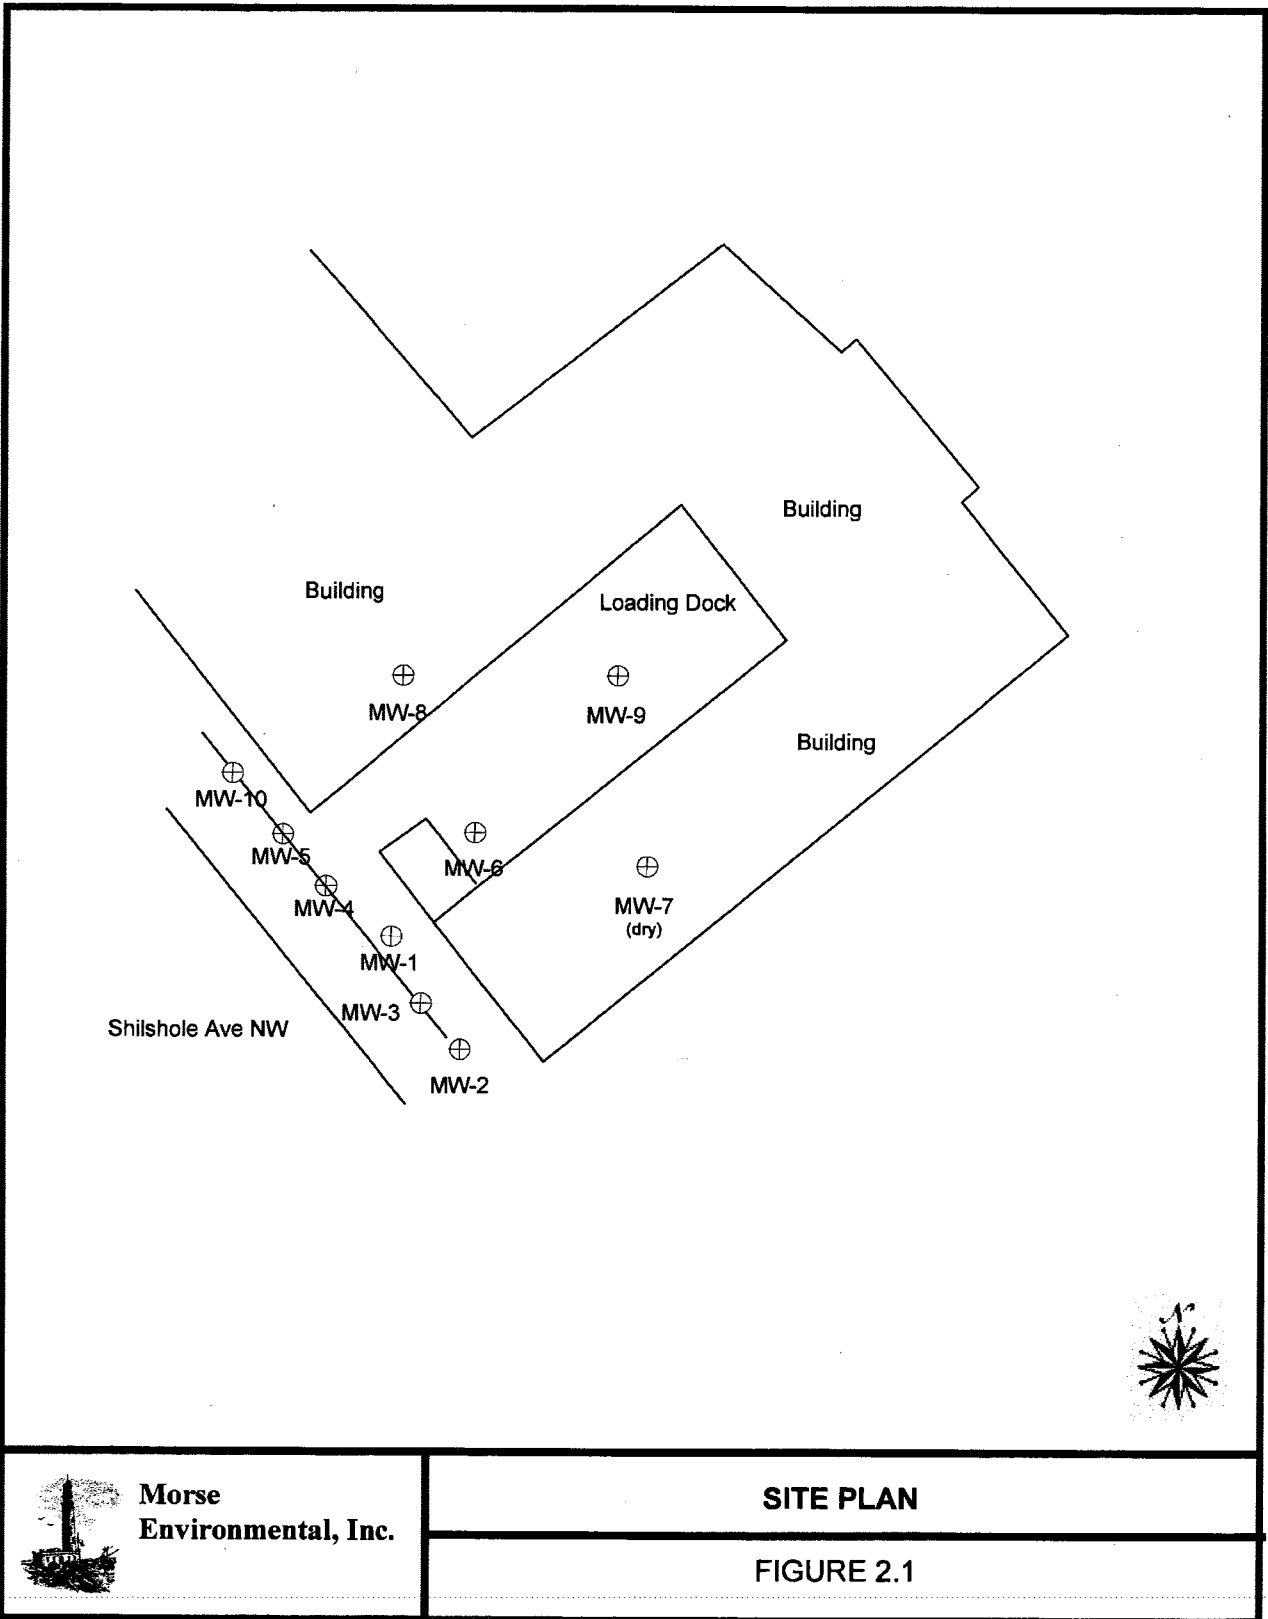 Building
Building
Loading Dock
MW-8
MW-9
Building
MW-10
MW-5
MW-6
MW-4
MW-7
(dry)
MW-1
MW-3
Shilshole Ave NW
MW-2
N
Morse
Environmental, Inc.
SITE PLAN
FIGURE 2.1